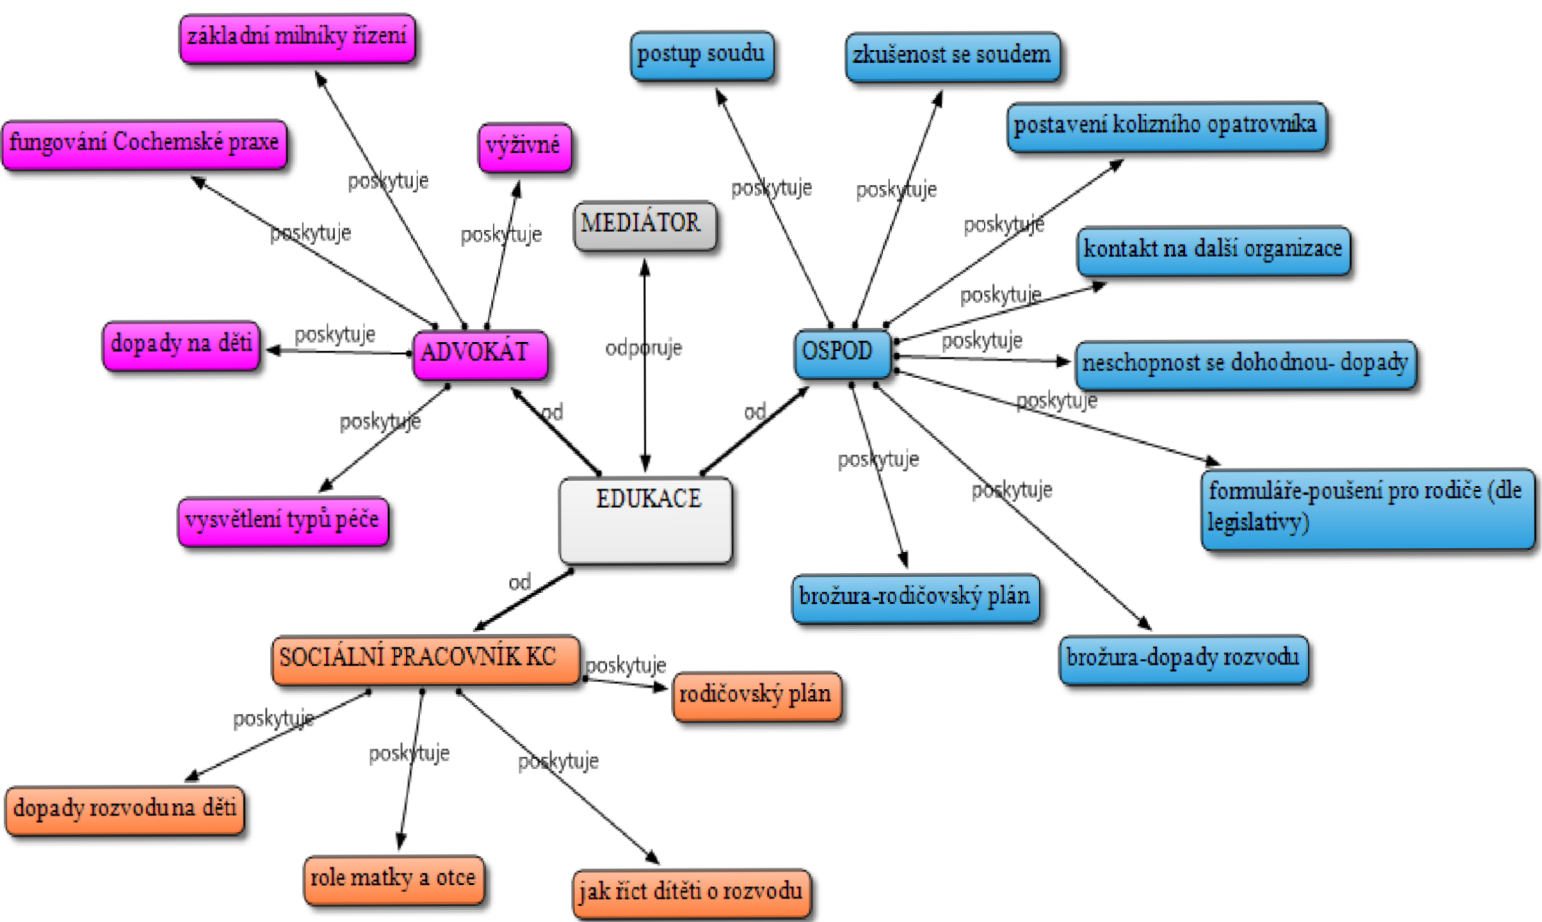 základní milníky řízení
postup soudu
zkušenost se soudem
postavení kolizního opatrovníka
fungování Cochemské praxe
výživné
poskytuje
poskytuje
poskytuje
poskytuje
poskytuje
poskytuje
MEDIÁTOR
kontakt na další organizace
poskytuje
dopady na děti
poskytuje
ADVOKÁT
odporuje
OSPOD
poskytuje
neschopnost se dohodnou- dopady
poskytuje
poskytuje
od
od
poskytuje
poskytuje
vysvětlení typů péče
EDUKACE
formuláře-poušení pro rodiče (dle
legislativy)
od
brožura-rodičovský plán
SOCIÁLNÍ PRACOVNÍK KC
poskytuje
brožura-dopady rozvodu
rodičovský plán
poskytuje
poskytuje
poskytuje
dopady rozvodu na děti
role matky a otce
jak říct dítěti o rozvodu